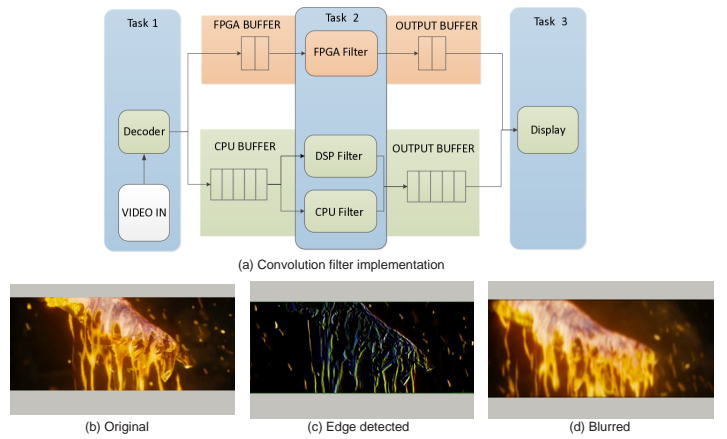 Task 1
FPGA BUFFER
Task 2
OUTPUT BUFFER
Task 3
FPGA Filter
Decoder
CPU BUFFER
DSP Filter
OUTPUT BUFFER
Display
VIDEO IN
CPU Filter
(a) Convolution filter implementation
(b) Original
(c) Edge detected
(d) Blurred